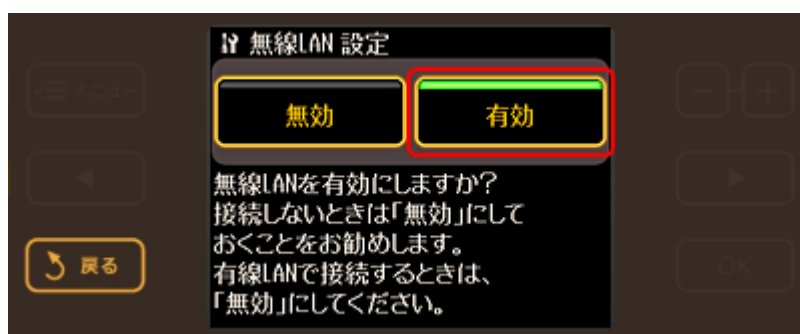 無線LAN 設定
メニュー
無効
有効
無線LANを有効にしますか?
接続しないときは「無効」にして
おくことをお勧めします。
有線LANで接続するときは、
「無効」にしてください。
戻る
OK